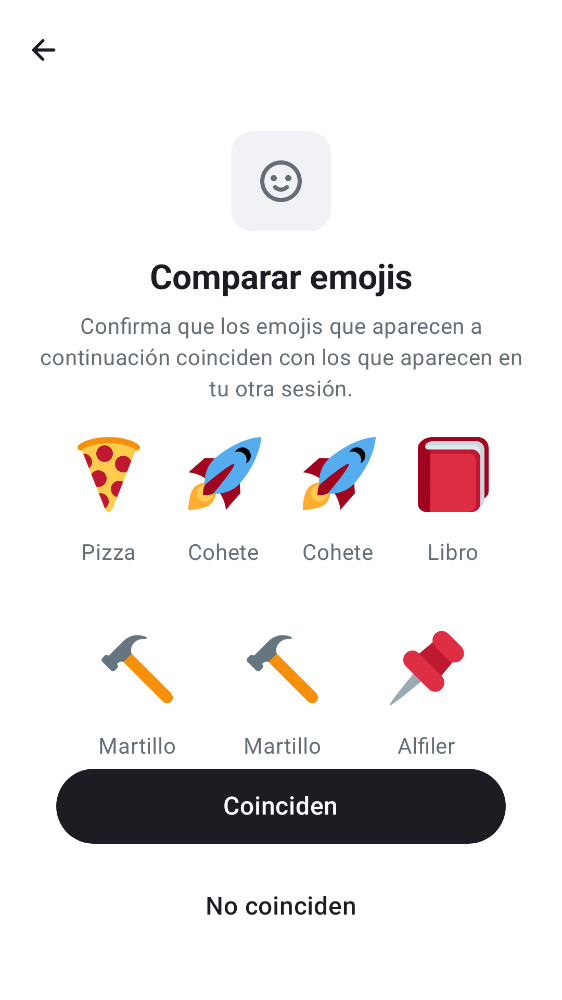 Comparar emojis
Confirma que los emojis que aparecen a
continuación coinciden con los que aparecen en
tu otra sesión.
Pizza Cohete Cohete Libro
Martillo Martillo Alfiler
Coinciden
No coinciden